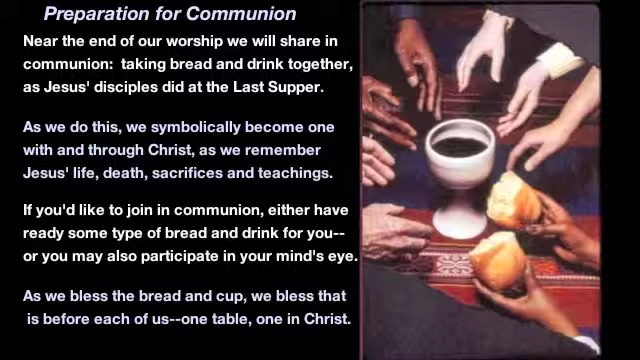 Preparation for Communion
Near the end of our worship we will share in
communion:  taking bread and drink together,
as Jesus' disciples did at the Last Supper.
As we do this, we symbolically become one
with and through Christ, as we remember
Jesus' life, death, sacrifices and teachings.
If you'd like to join in communion, either have
ready some type of bread and drink for you--
or you may also participate in your mind's eye.
As we bless the bread and cup, we bless that
is before each of us--one table, one in Christ.